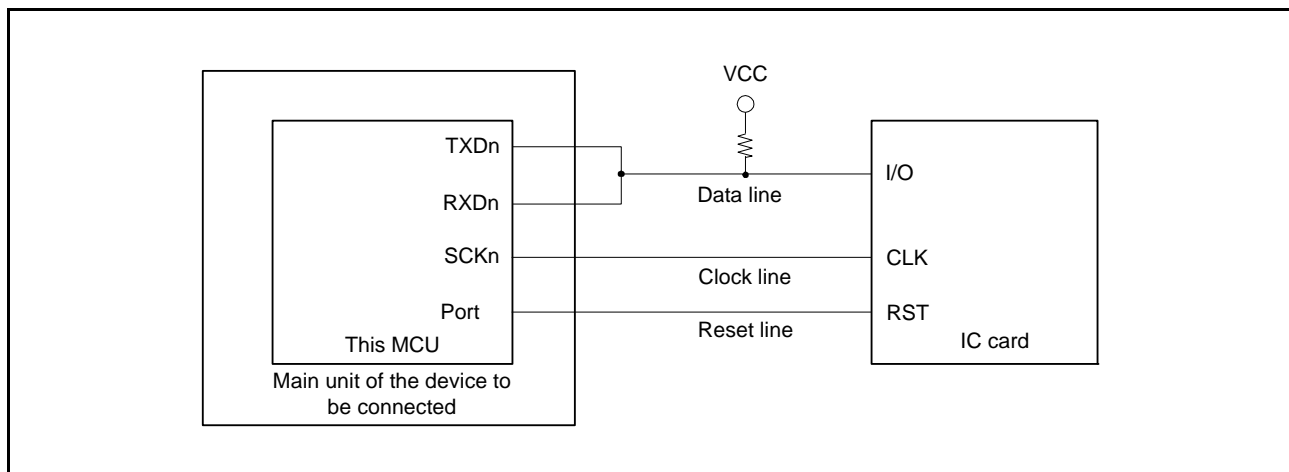 VCC
TXDn
RXDn
SCKn
Port
This MCU
Main unit of the device to
be connected
Data line
Clock line
Reset line
I/O
CLK
RST
IC card